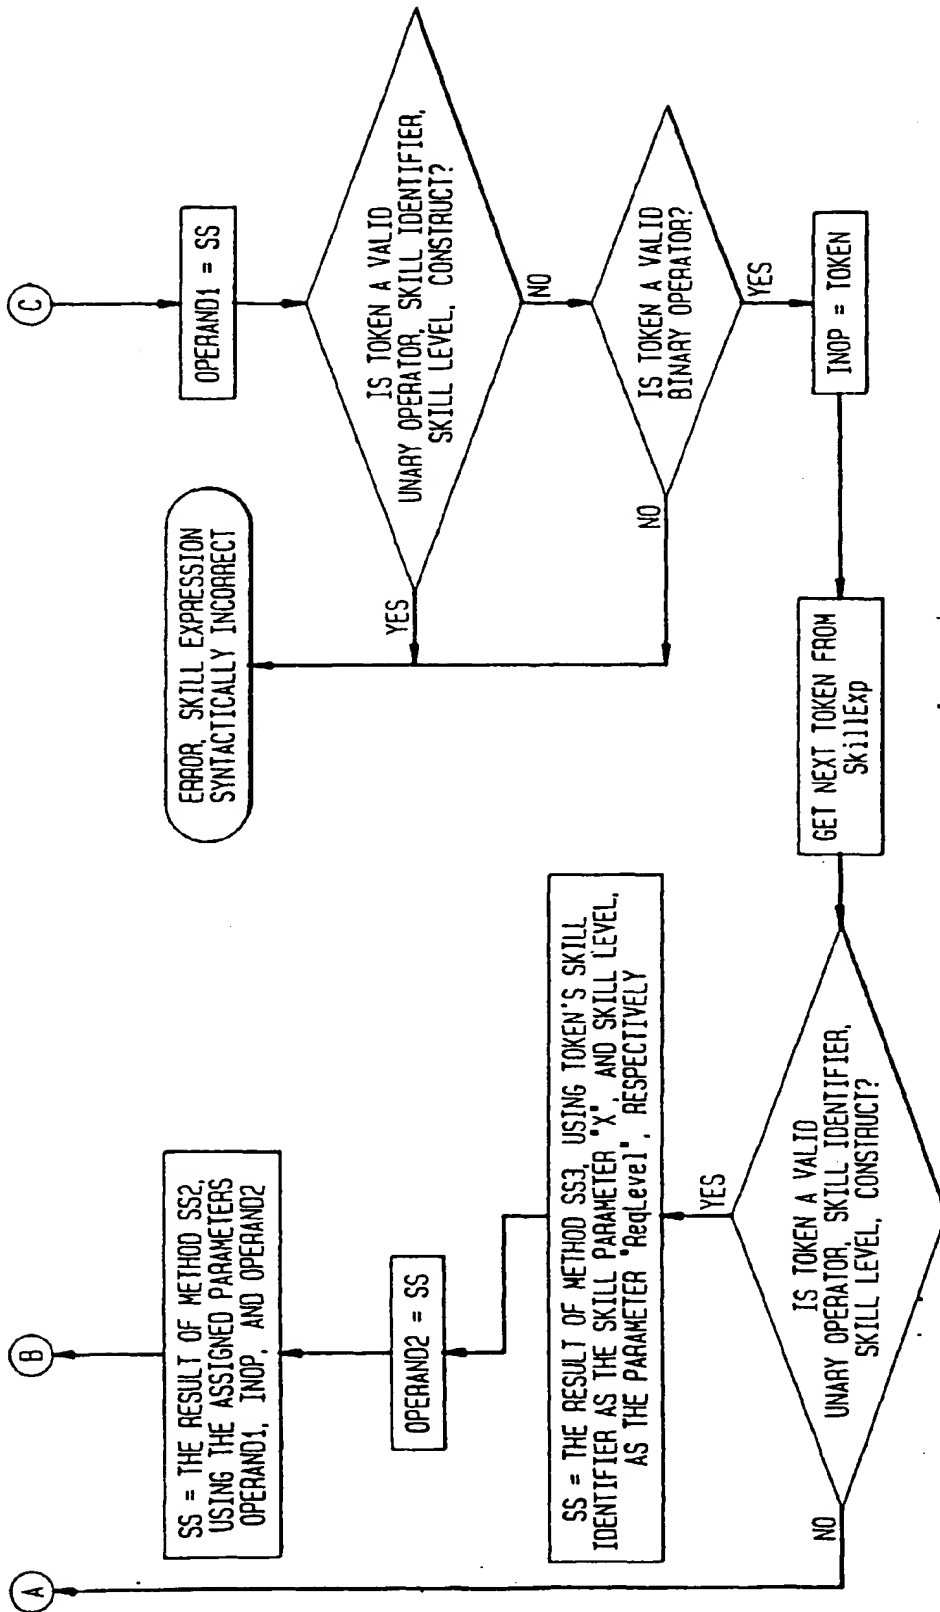 C
OPERAND1 = SS
IS TOKEN A VALID
UNARY OPERATOR, SKILL IDENTIFIER,
SKILL LEVEL, CONSTRUCT?
YES
NO
ERROR, SKILL EXPRESSION
SYNTACTICALLY INCORRECT
IS TOKEN A VALID
BINARY OPERATOR?
NO
YES
INOP = TOKEN
GET NEXT TOKEN FROM
SkillExp
IS TOKEN A VALID
UNARY OPERATOR, SKILL IDENTIFIER,
SKILL LEVEL, CONSTRUCT?
YES
NO
SS = THE RESULT OF METHOD SS3, USING TOKEN'S SKILL
IDENTIFIER AS THE SKILL PARAMETER "X", AND SKILL LEVEL,
AS THE PARAMETER "ReqLevel", RESPECTIVELY
OPERAND2 = SS
SS = THE RESULT OF METHOD SS2,
USING THE ASSIGNED PARAMETERS
OPERAND1, INOP, AND OPERAND2
B
A